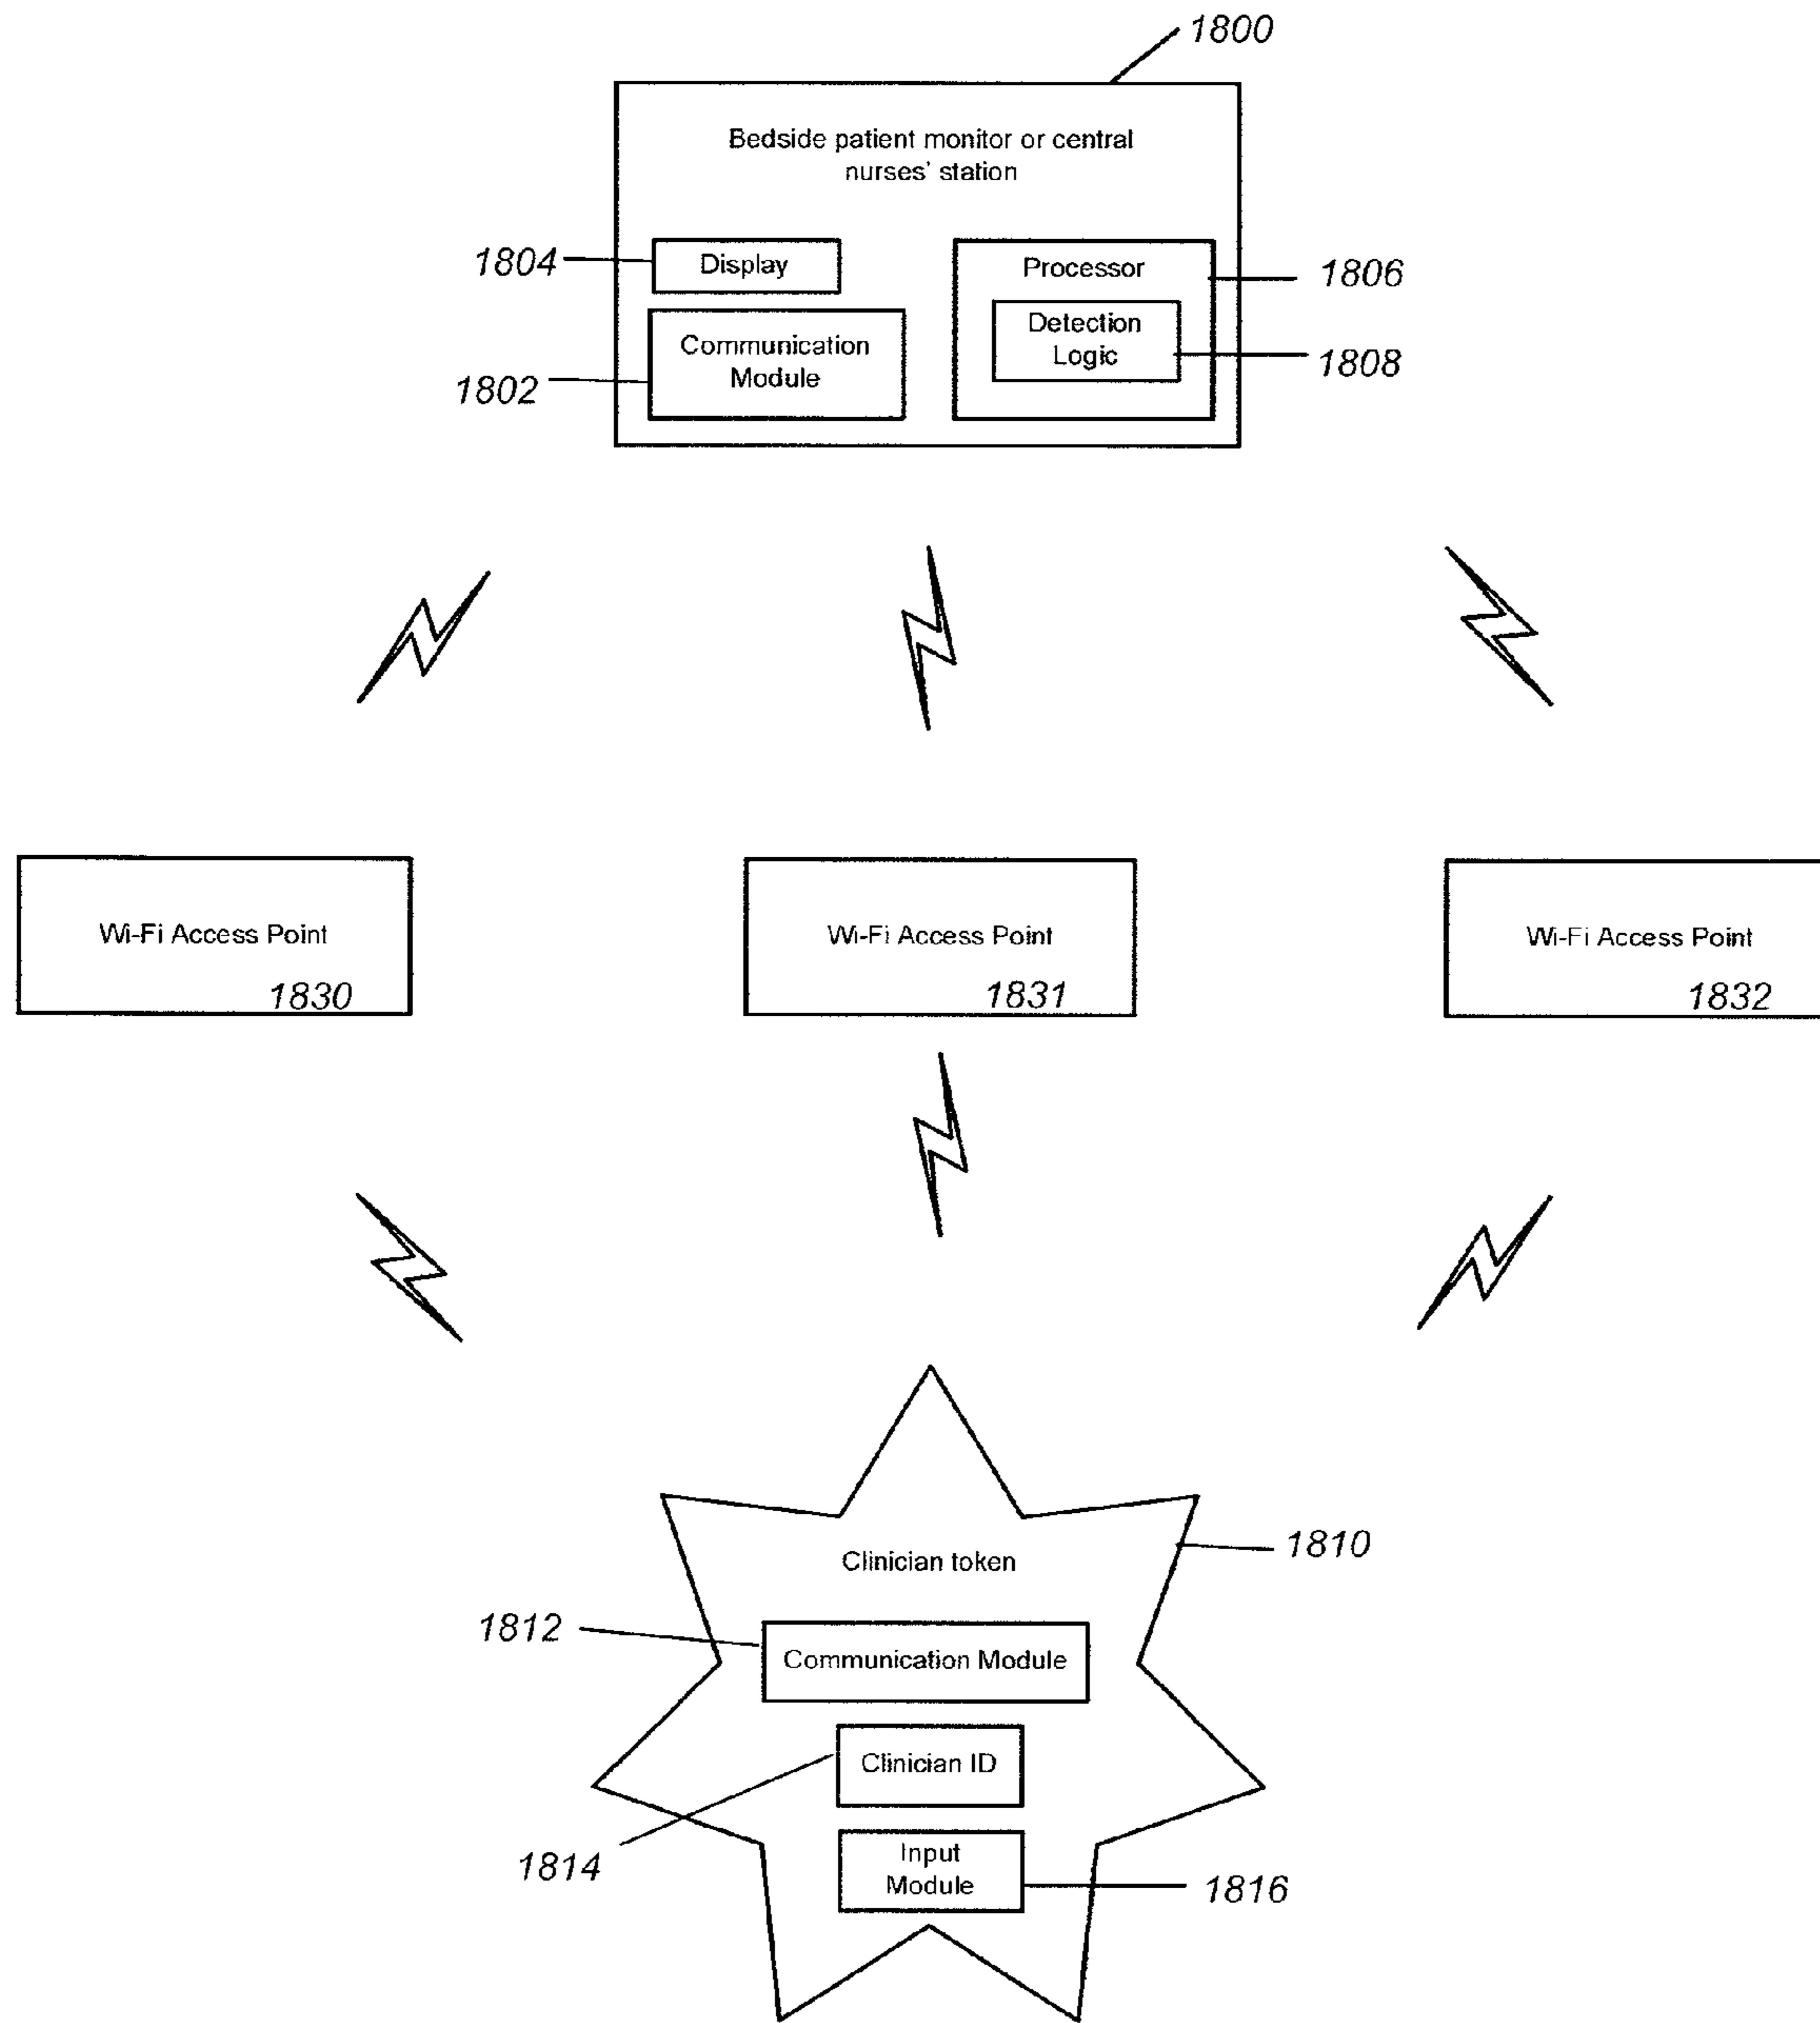 1800
Bedside patient monitor or central
nurses' station
1804
Display
Processor
1806
Detection
Logic
1808
Communication
Module
1802
Wi-Fi Access Point
1830
Wi-Fi Access Point
1831
Wi-Fi Access Point
1832
Clinician token
1810
1812
Communication Module
Clinician ID
1814
Input
Module
1816